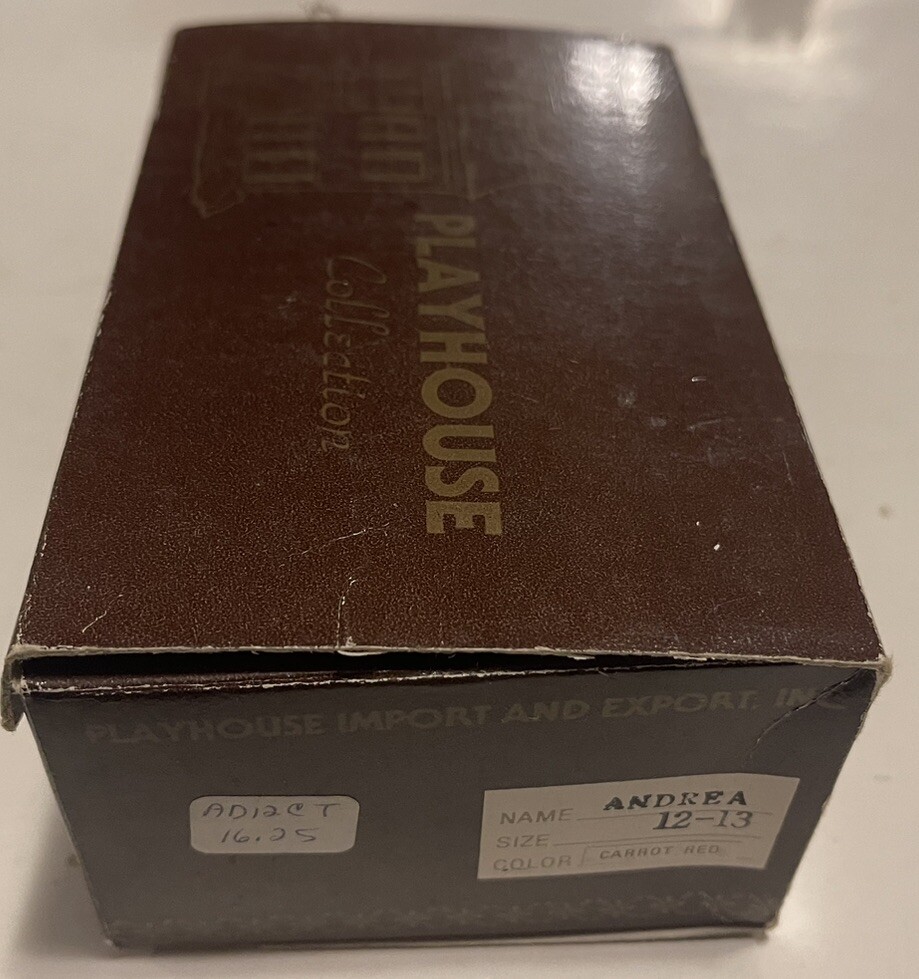 PLAYHOUSE
Collection
PLAYHOUSE IMPORT AND EXPORT, INC
AD12CT
16.25
NAME ANDREA
SIZE 12-13
COLOR CARROT RED